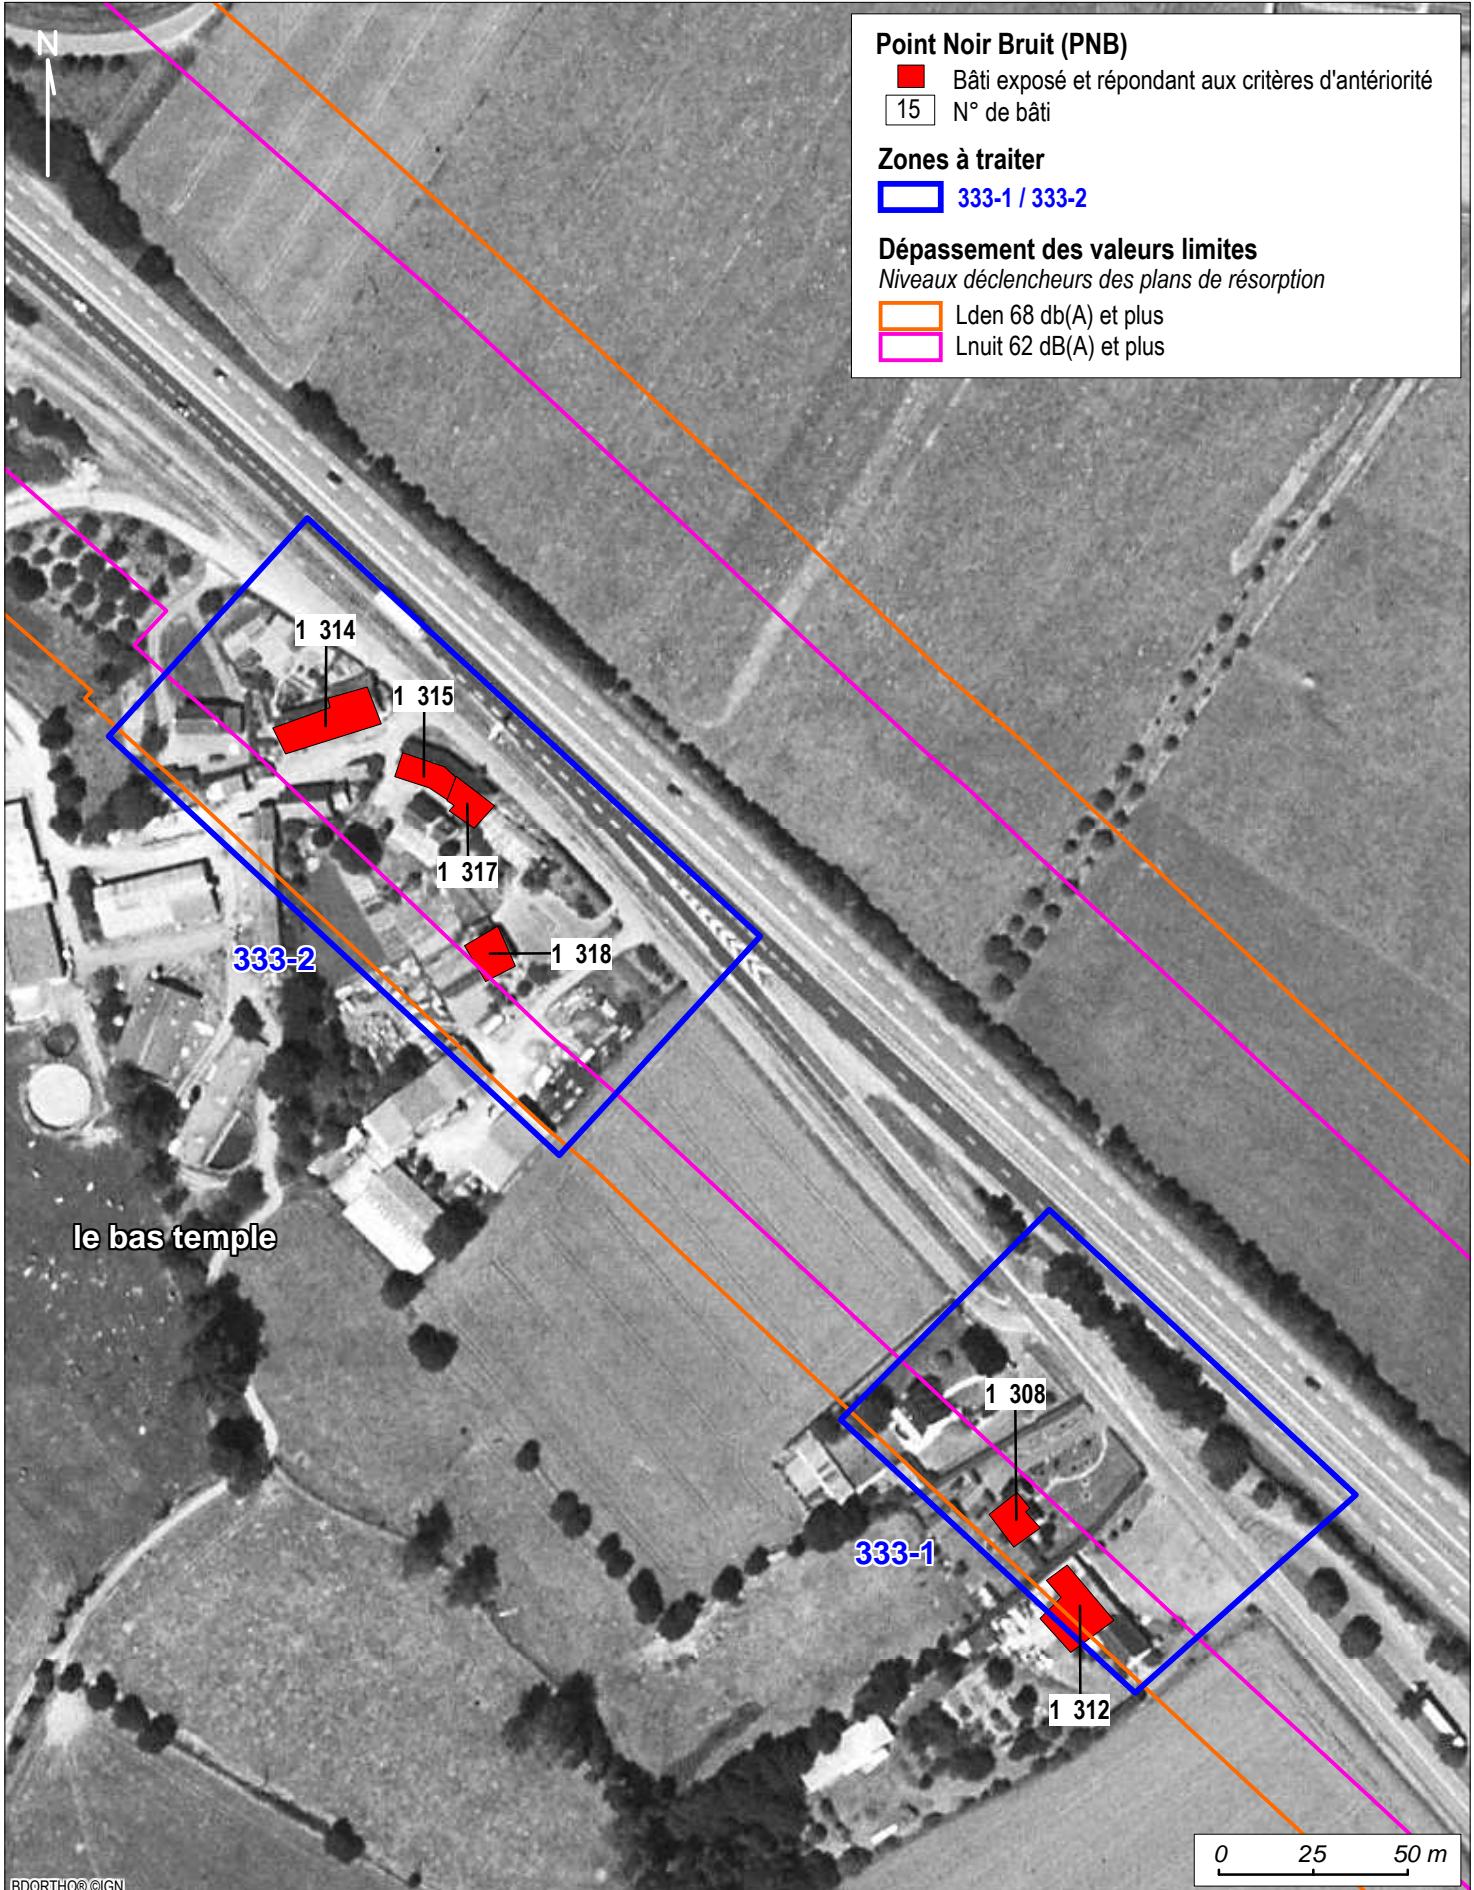 N
Point Noir Bruit (PNB)
Bâti exposé et répondant aux critères d'antériorité
15 N° de bâti
Zones à traiter
333-1 / 333-2
Dépassement des valeurs limites
Niveaux déclencheurs des plans de résorption
Lden 68 db(A) et plus
Lnuit 62 dB(A) et plus
1 314
1 315
1 317
1 318
333-2
le bas temple
1 308
333-1
1 312
0 25 50 m
BDORTHO® ©IGN